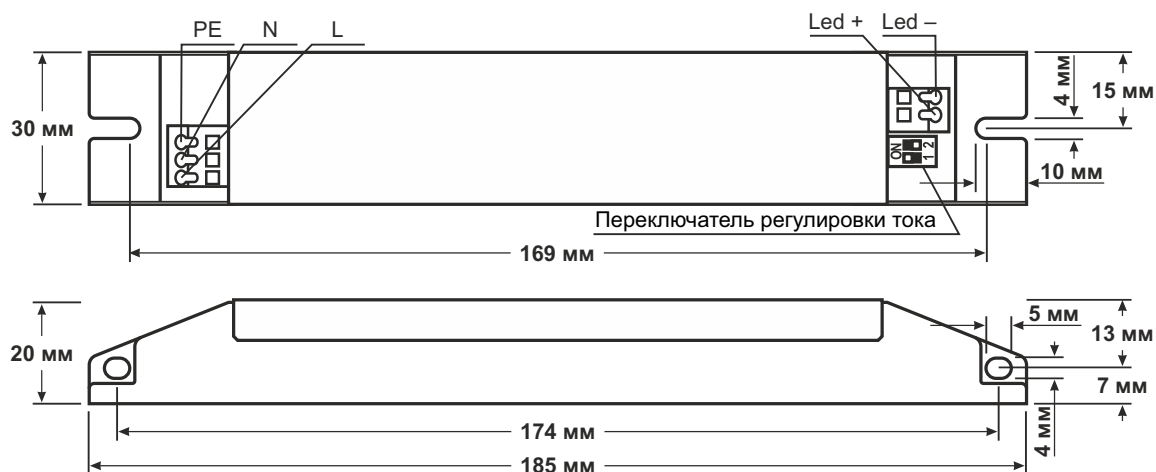 PE N L
Led + Led –
30 мм
4 мм
15 мм
ON
1 2
10 мм
Переключатель регулировки тока
169 мм
20 мм
5 мм
13 мм
7 мм
4 мм
174 мм
185 мм